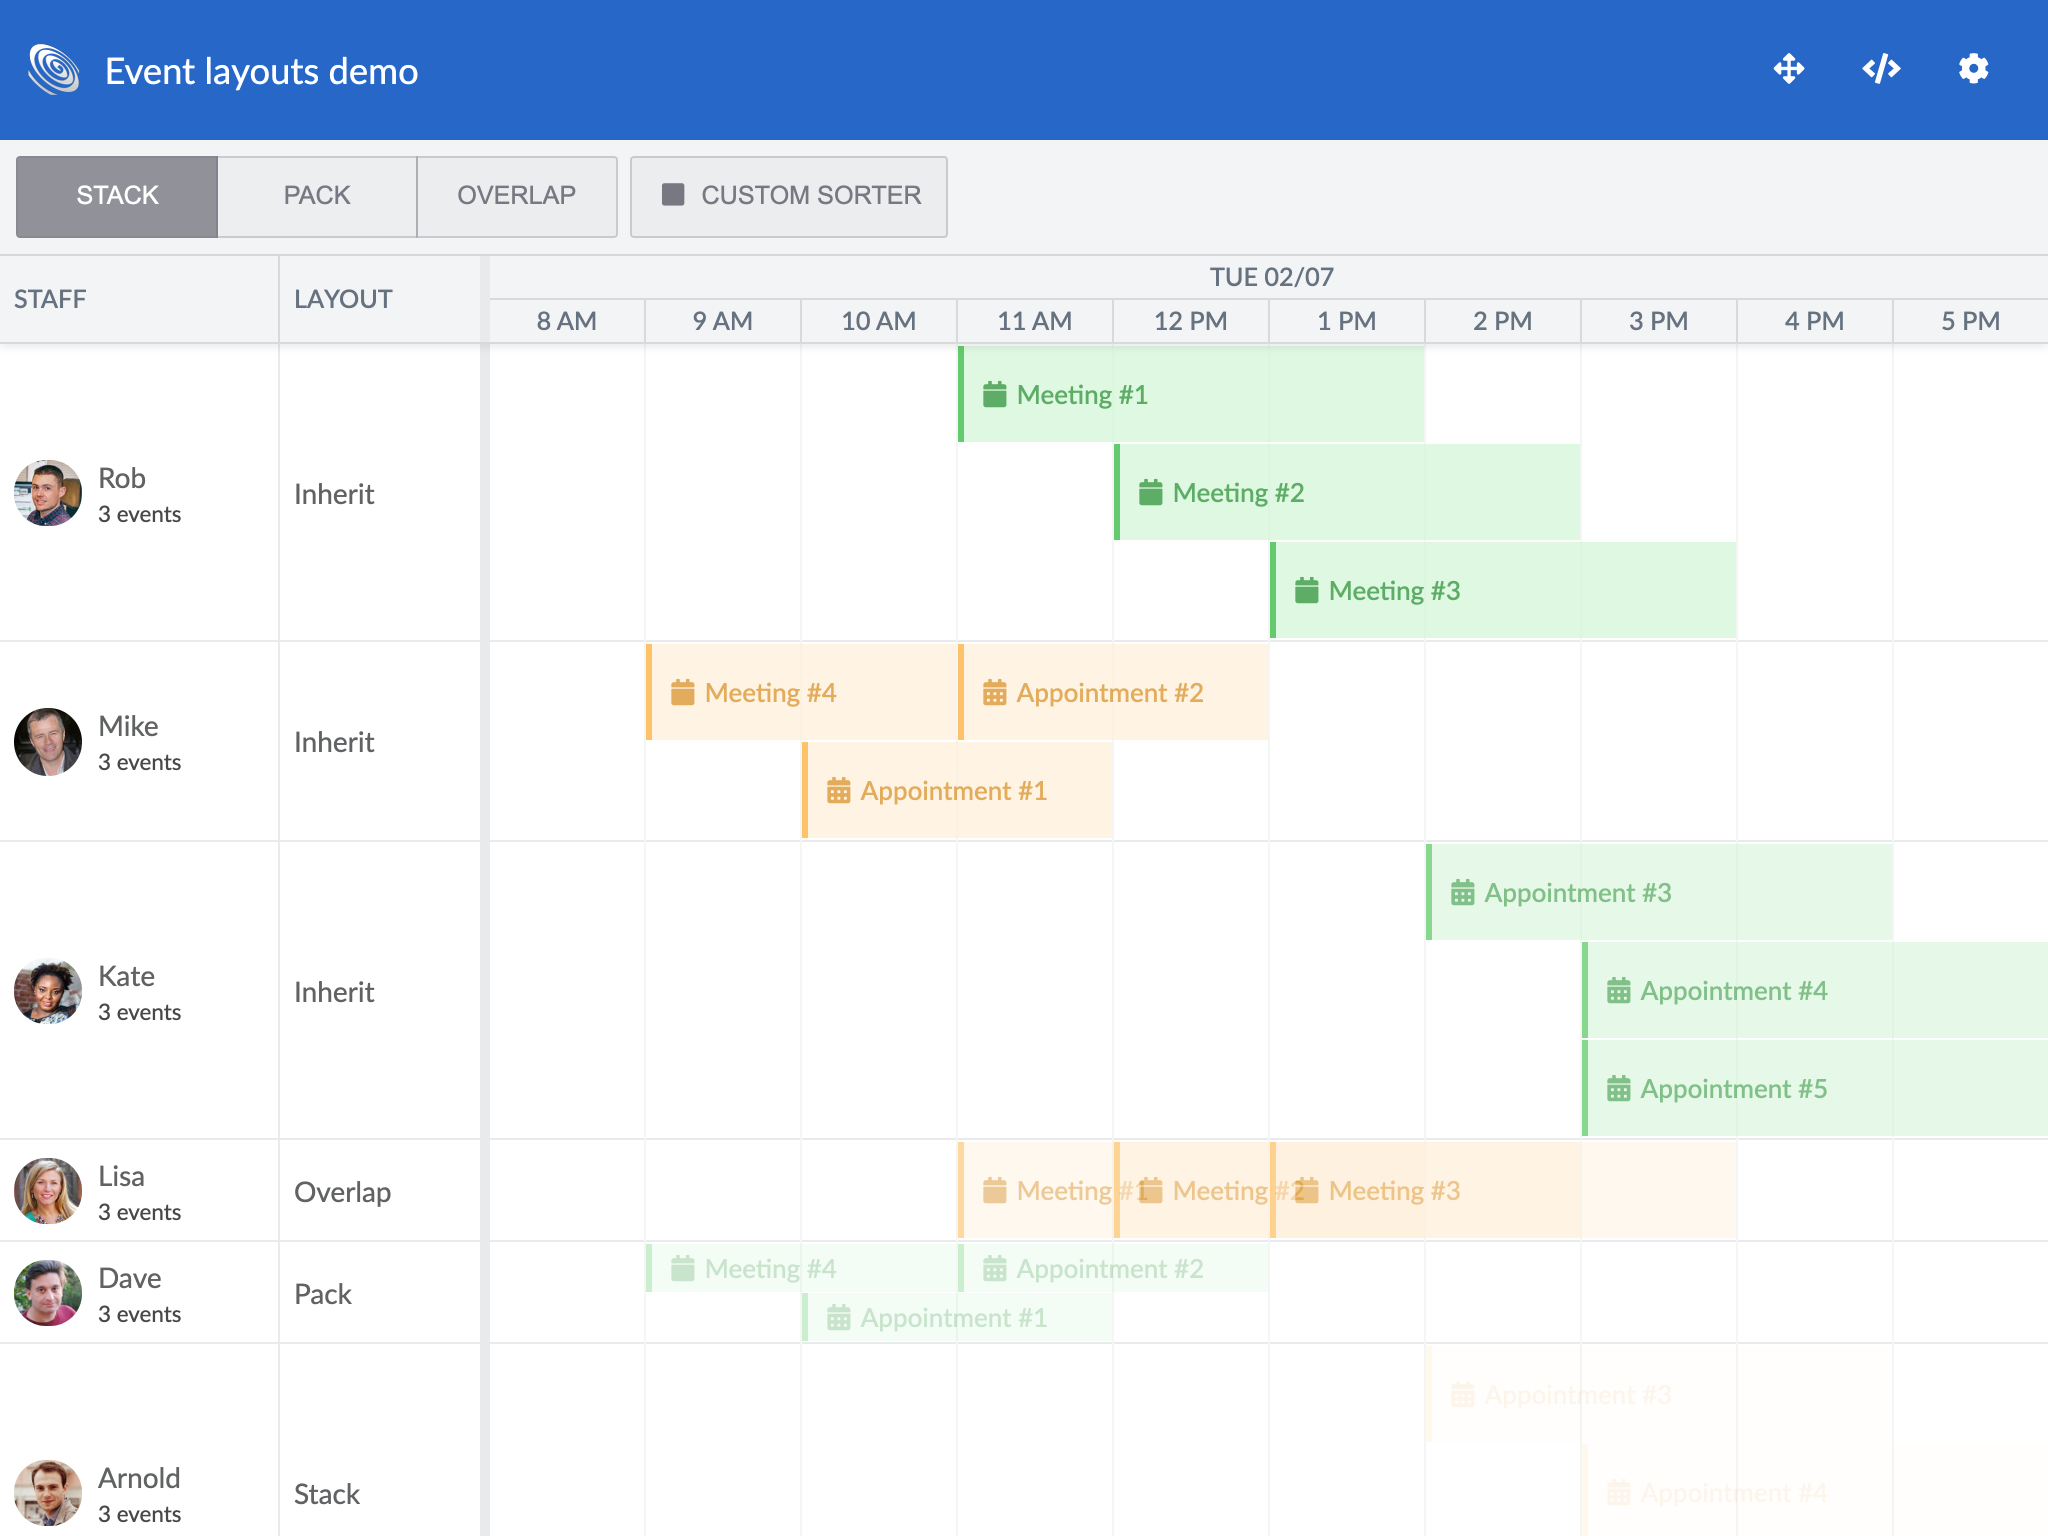 Event layouts demo
STACK PACK OVERLAP CUSTOM SORTER
STAFF LAYOUT TUE 02/07
8 AM 9 AM 10 AM 11 AM 12 PM 1 PM 2 PM 3 PM 4 PM 5 PM
Meeting #1
Rob
3 events
Inherit
Meeting #2
Meeting #3
Meeting #4 Appointment #2
Mike
3 events
Inherit
Appointment #1
Appointment #3
Kate
3 events
Inherit
Appointment #4
Appointment #5
Lisa
3 events
Overlap
Meeting #1 Meeting #2 Meeting #3
Meeting #4 Appointment #2
Dave
3 events
Pack
Appointment #1
Appointment #3
Arnold
3 events
Stack
Appointment #4